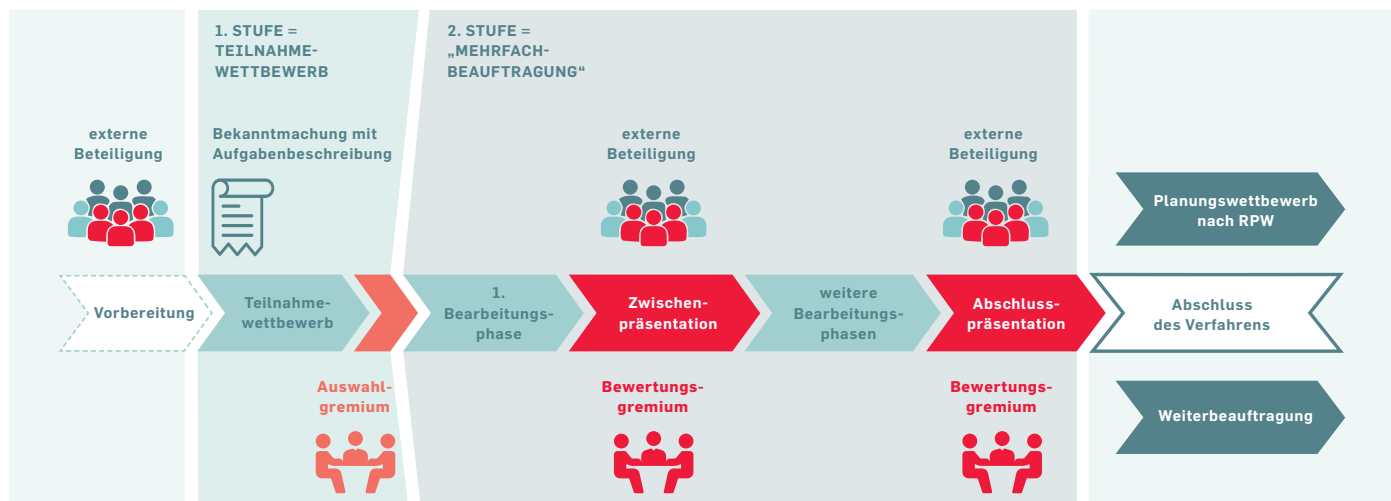 1. STUFE =
TEILNAHME-
WETTBEWERB
2. STUFE =
„MEHRFACH-
BEAUFTRAGUNG“
externe
Beteiligung
Bekanntmachung mit
Aufgabenbeschreibung
externe
Beteiligung
externe
Beteiligung
Planungswettbewerb
nach RPW
Vorbereitung
Teilnahme-
wettbewerb
1.
Bearbeitungs-
phase
Zwischen-
präsentation
weitere
Bearbeitungs-
phasen
Abschluss-
präsentation
Abschluss
des Verfahrens
Auswahl-
gremium
Bewertungs-
gremium
Bewertungs-
gremium
Weiterbeauftragung